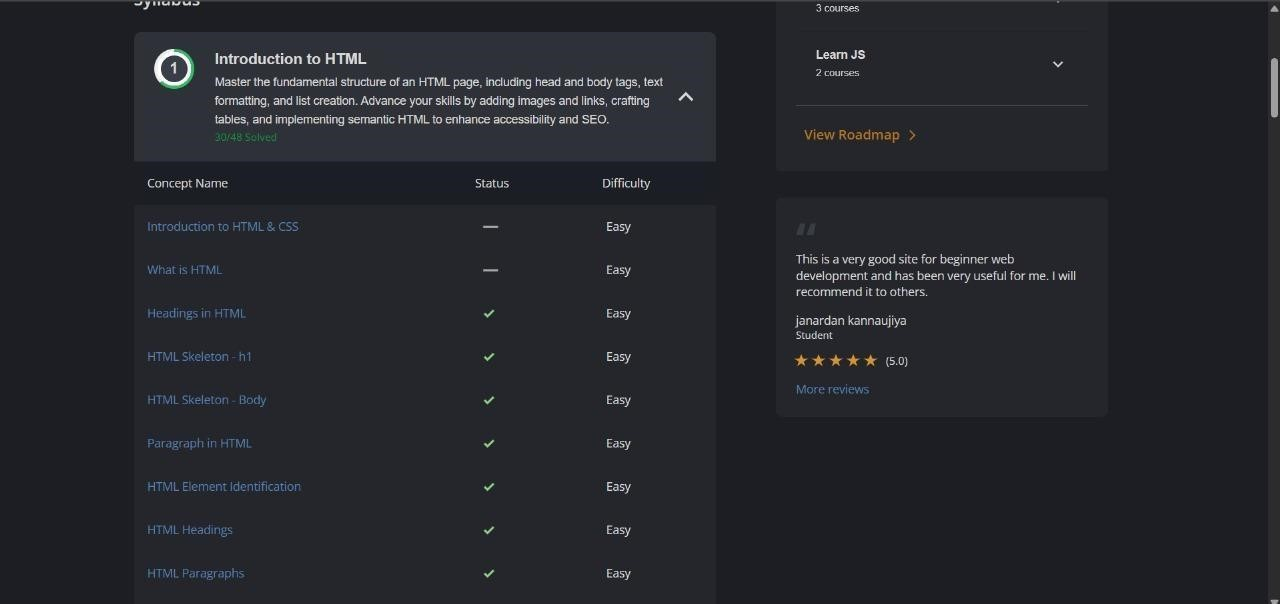 Syllabus
1
Introduction to HTML
Master the fundamental structure of an HTML page, including head and body tags, text
formatting, and list creation. Advance your skills by adding images and links, crafting
tables, and implementing semantic HTML to enhance accessibility and SEO.
30/48 Solved
Concept Name Status Difficulty
Introduction to HTML & CSS — Easy
What is HTML — Easy
Headings in HTML ✓ Easy
HTML Skeleton - h1 ✓ Easy
HTML Skeleton - Body ✓ Easy
Paragraph in HTML ✓ Easy
HTML Element Identification ✓ Easy
HTML Headings ✓ Easy
HTML Paragraphs ✓ Easy
3 courses
Learn JS
2 courses
View Roadmap >
"
This is a very good site for beginner web
development and has been very useful for me. I will
recommend it to others.
janardan kannaujiya
Student
★★★★★ (5.0)
More reviews